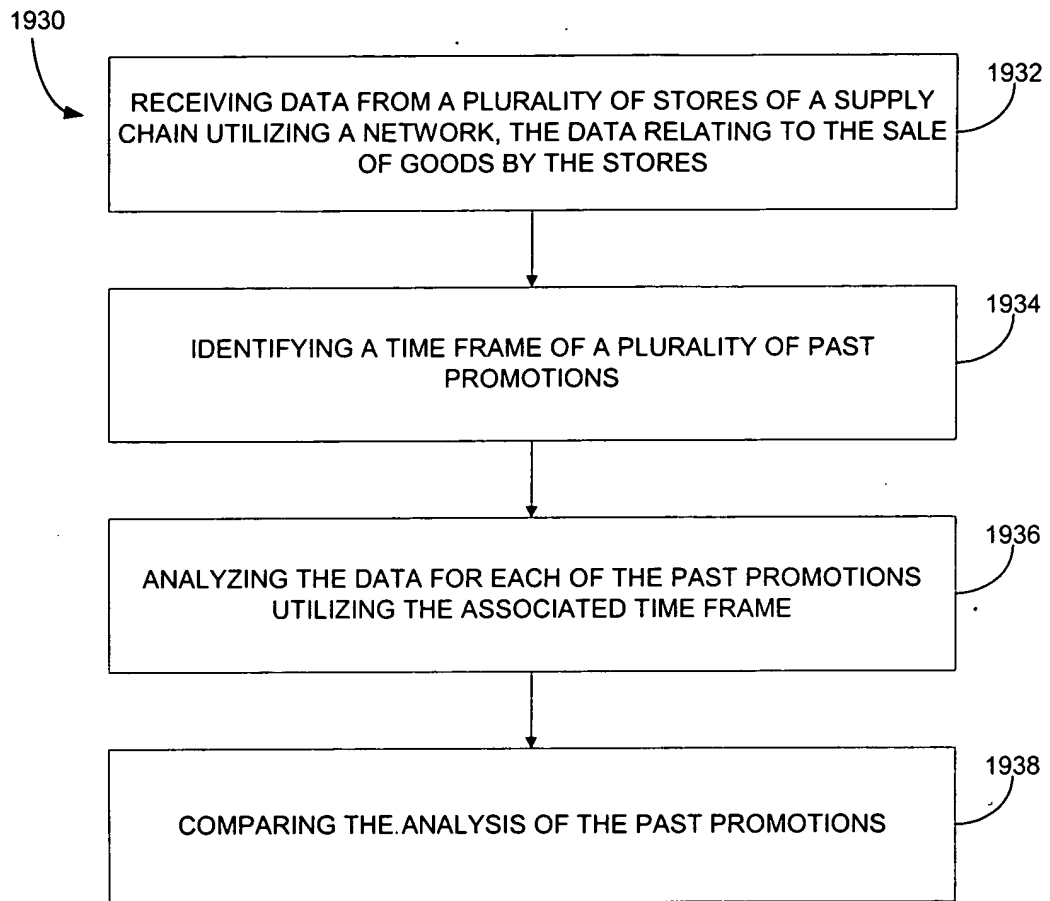 1930
1932
RECEIVING DATA FROM A PLURALITY OF STORES OF A SUPPLY
CHAIN UTILIZING A NETWORK, THE DATA RELATING TO THE SALE
OF GOODS BY THE STORES
1934
IDENTIFYING A TIME FRAME OF A PLURALITY OF PAST
PROMOTIONS
1936
ANALYZING THE DATA FOR EACH OF THE PAST PROMOTIONS
UTILIZING THE ASSOCIATED TIME FRAME
1938
COMPARING THE ANALYSIS OF THE PAST PROMOTIONS